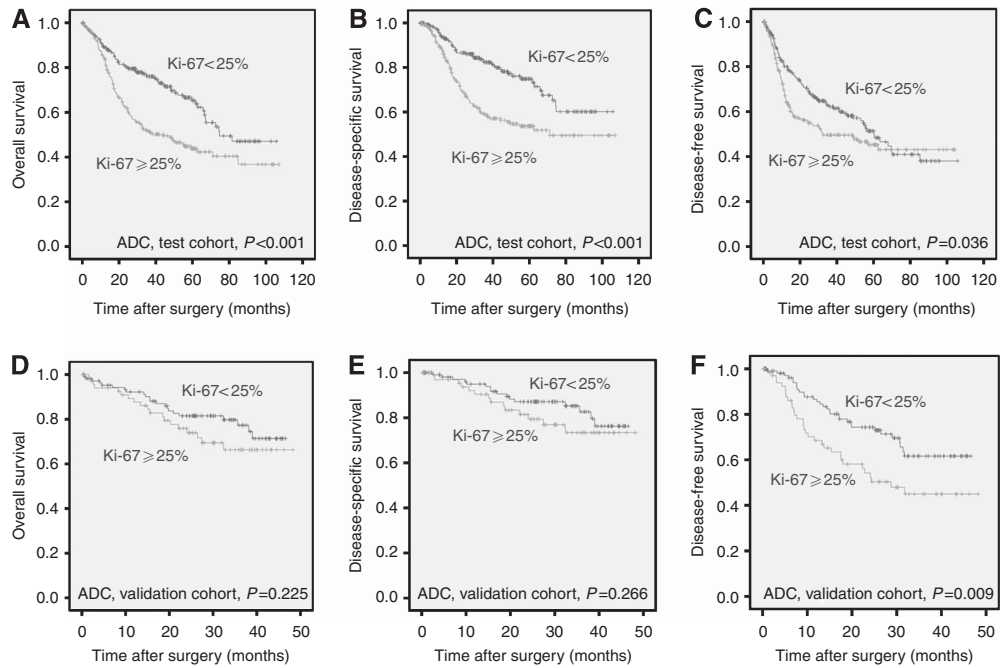 A
Overall survival
1.0
0.8
0.6
0.4
0.2
0.0
Ki-67<25%
Ki-67⩾25%
ADC, test cohort, P<0.001
0 20 40 60 80 100 120
Time after surgery (months)
B
Disease-specific survival
1.0
0.8
0.6
0.4
0.2
0.0
Ki-67<25%
Ki-67⩾25%
ADC, test cohort, P<0.001
0 20 40 60 80 100 120
Time after surgery (months)
C
Disease-free survival
1.0
0.8
0.6
0.4
0.2
0.0
Ki-67<25%
Ki-67⩾25%
ADC, test cohort, P=0.036
0 20 40 60 80 100 120
Time after surgery (months)
D
Overall survival
1.0
0.8
0.6
0.4
0.2
0.0
Ki-67<25%
Ki-67⩾25%
ADC, validation cohort, P=0.225
0 10 20 30 40 50
Time after surgery (months)
E
Disease-specific survival
1.0
0.8
0.6
0.4
0.2
0.0
Ki-67<25%
Ki-67⩾25%
ADC, validation cohort, P=0.266
0 10 20 30 40 50
Time after surgery (months)
F
Disease-free survival
1.0
0.8
0.6
0.4
0.2
0.0
Ki-67<25%
Ki-67⩾25%
ADC, validation cohort, P=0.009
0 10 20 30 40 50
Time after surgery (months)